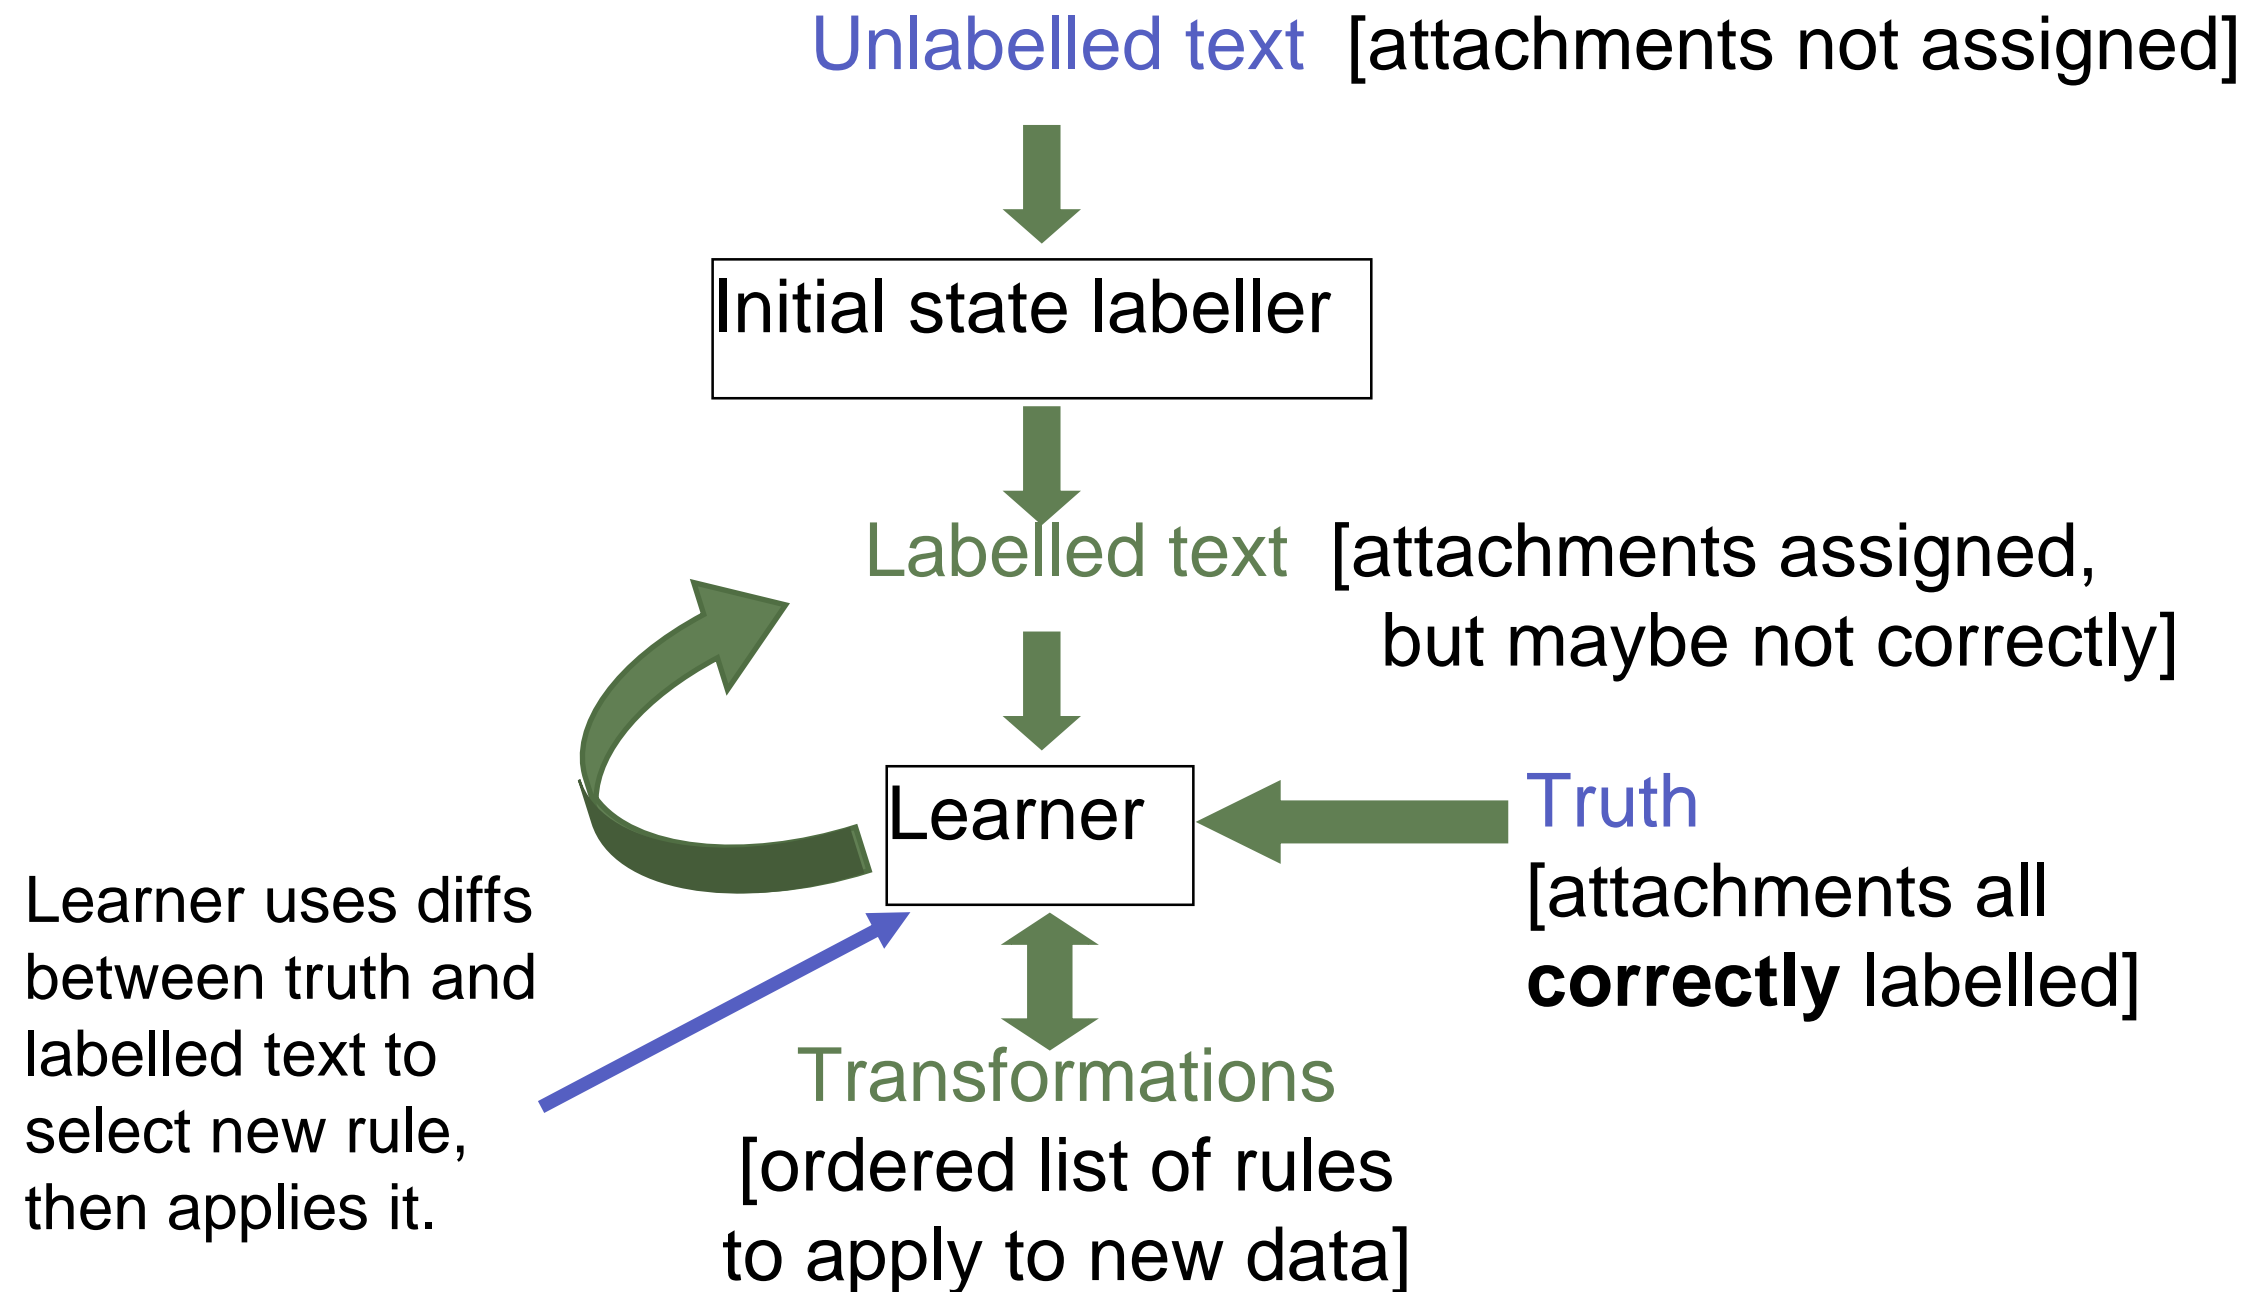 Unlabelled text [attachments not assigned]
Initial state labeller
Labelled text [attachments assigned,
but maybe not correctly]
Learner
Truth
[attachments all
correctly labelled]
Learner uses diffs
between truth and
labelled text to
select new rule,
then applies it.
Transformations
[ordered list of rules
to apply to new data]